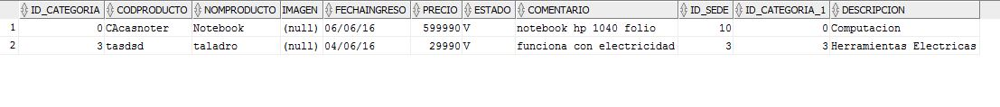 ID_CATEGORIA CODPRODUCTO NOMPRODUCTO IMAGEN FECHAINGRESO PRECIO ESTADO COMENTARIO ID_SEDE ID_CATEGORIA_1 DESCRIPCION
1 0 CAcasnoter Notebook (null) 06/06/16 599990 V notebook hp 1040 folio 10 0 Computacion
2 3 tasdsd taladro (null) 04/06/16 29990 V funciona con electricidad 3 3 Herramientas Electricas